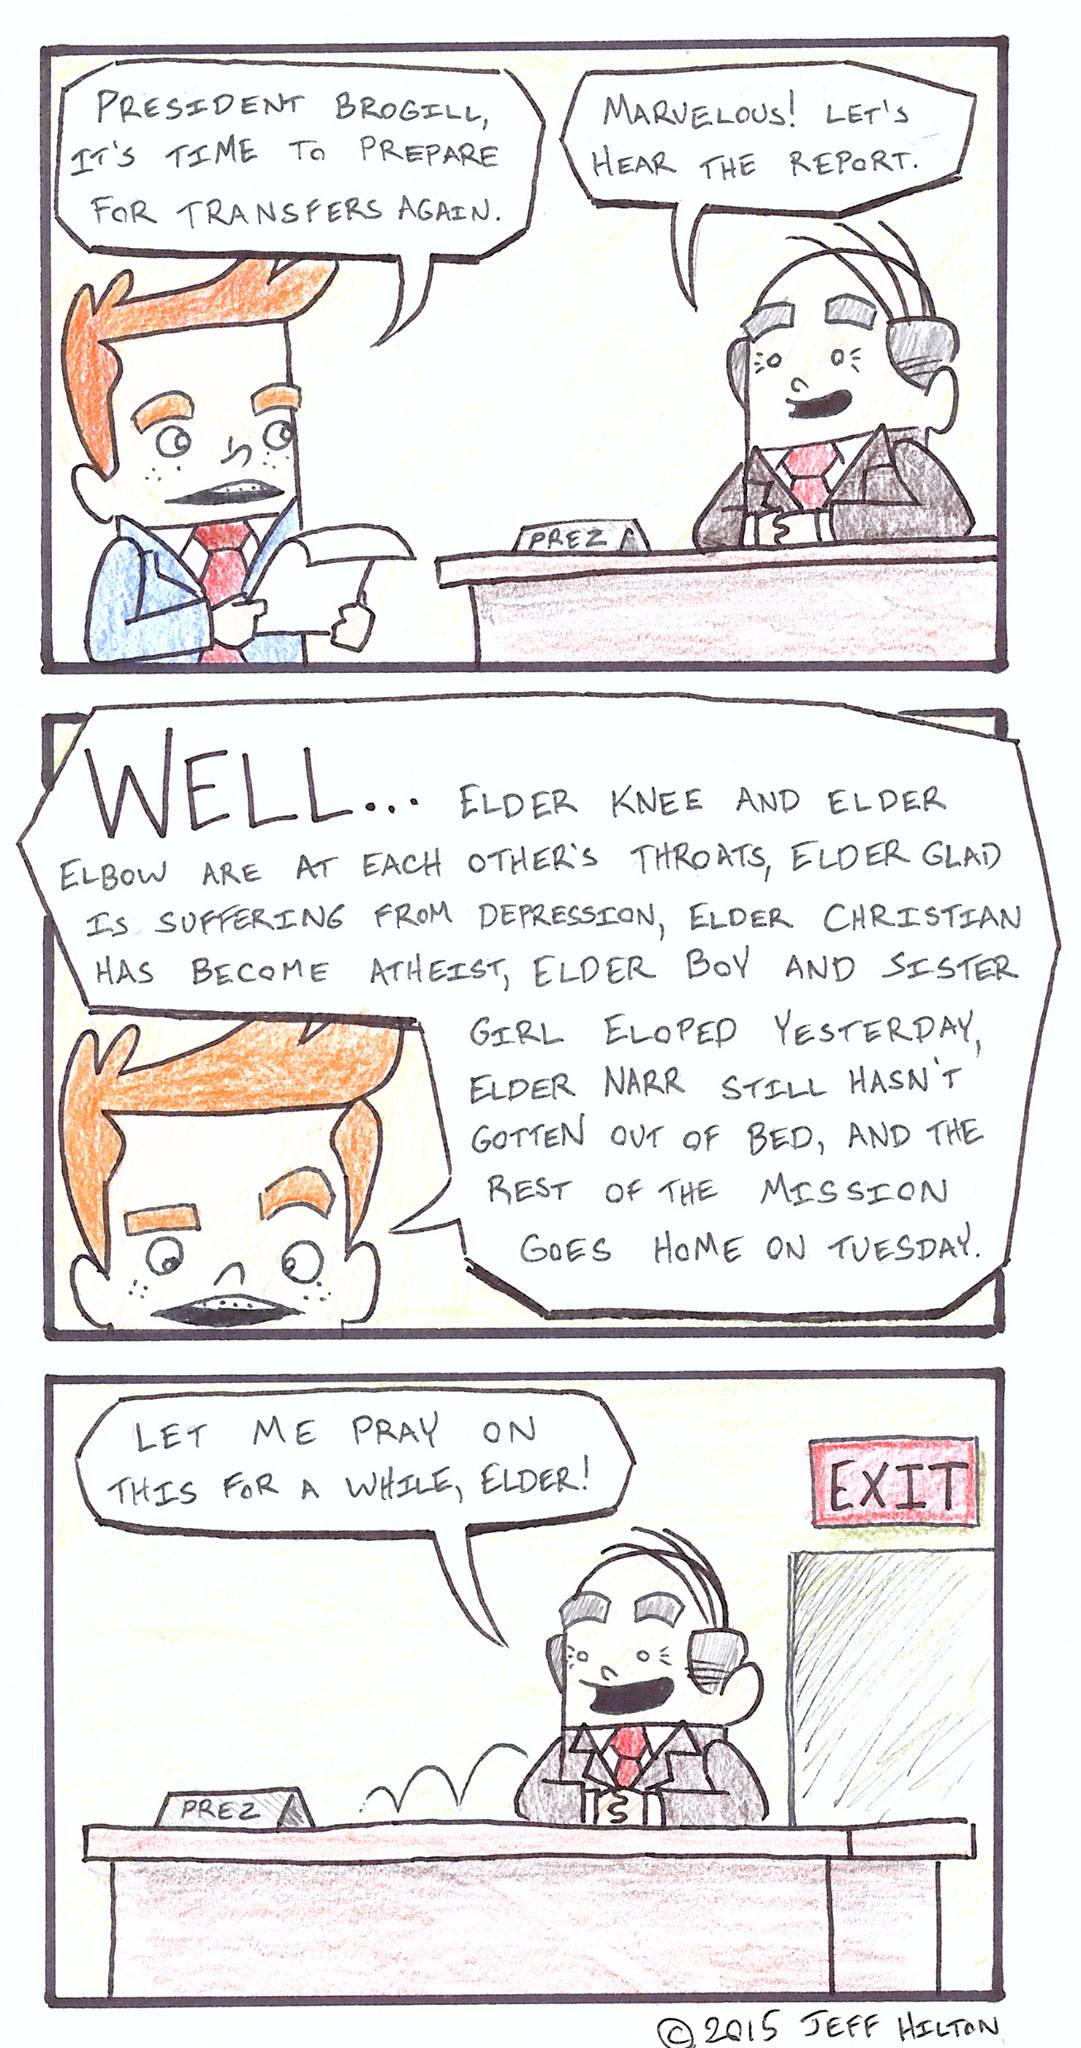 PRESIDENT BROGILL,
IT'S TIME TO PREPARE
FOR TRANSFERS AGAIN.
MARVELOUS! LET'S
HEAR THE REPORT.
PREZ
WELL... ELDER KNEE AND ELDER
ELBOW ARE AT EACH OTHER'S THROATS, ELDER GLAD
IS SUFFERING FROM DEPRESSION, ELDER CHRISTIAN
HAS BECOME ATHEIST, ELDER BOY AND SISTER
GIRL ELOPED YESTERDAY,
ELDER NARR STILL HASN'T
GOTTEN OUT OF BED, AND THE
REST OF THE MISSION
GOES HOME ON TUESDAY.
LET ME PRAY ON
THIS FOR A WHILE, ELDER!
EXIT
PREZ
©2015 JEFF HILTON